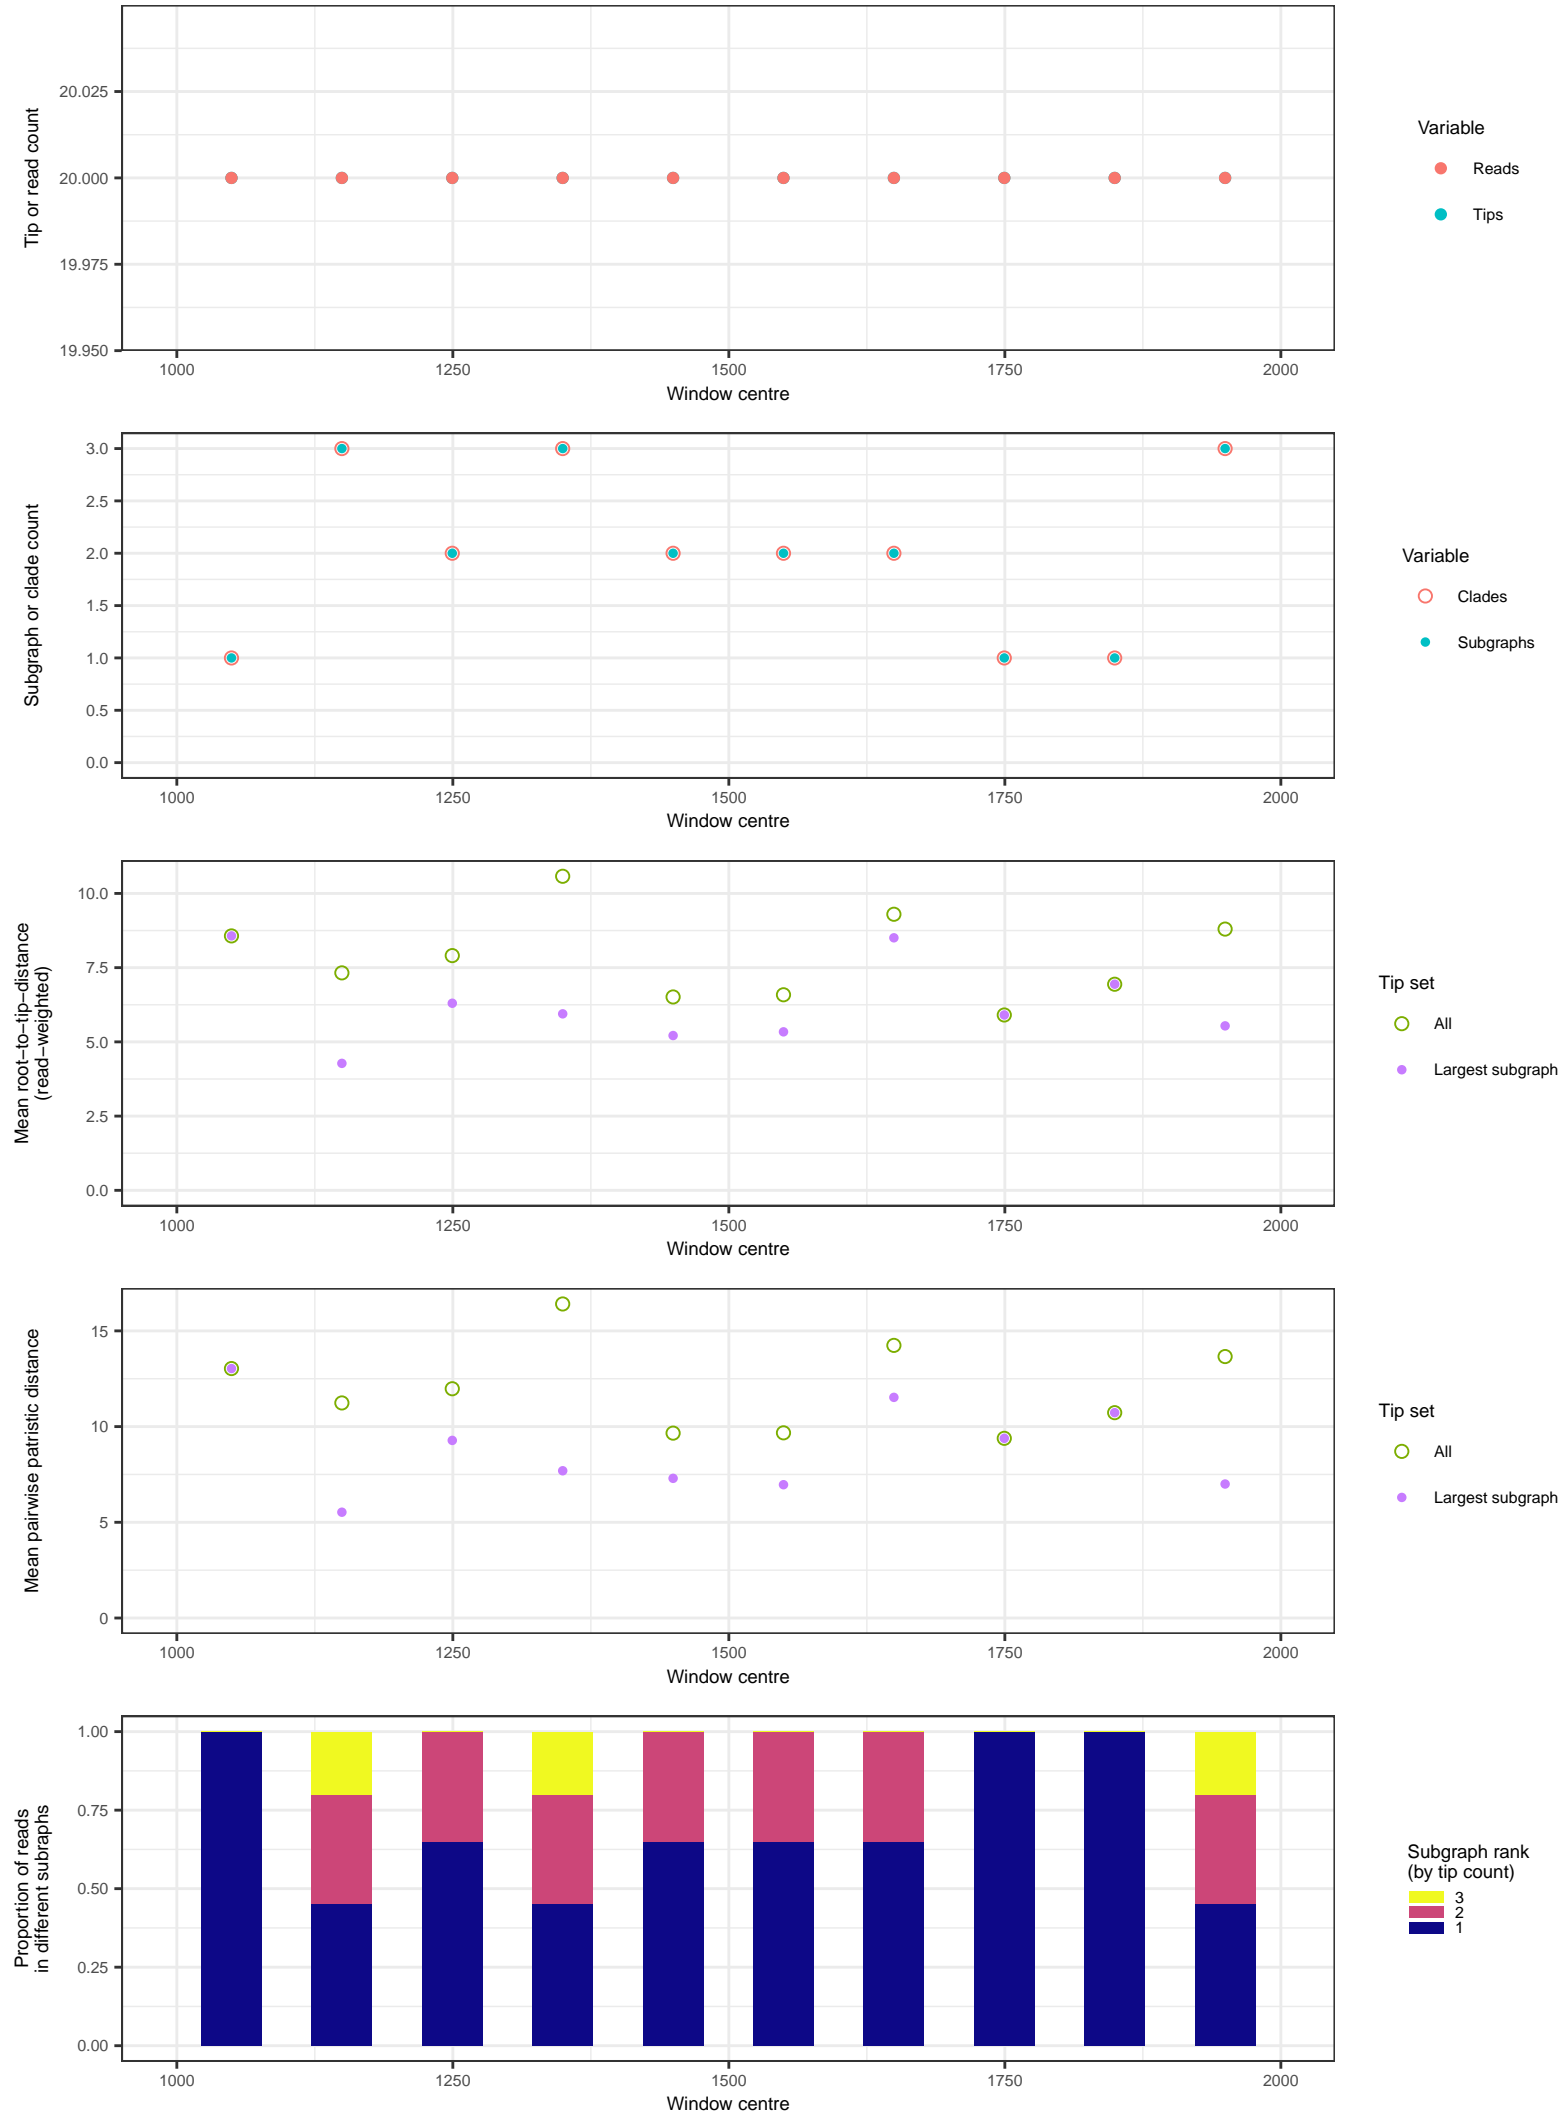 Tip or read count
20.025
20.000
19.975
19.950
1000
1250
1500
1750
2000
Window centre
Variable
Reads
Tips
Subgraph or clade count
3.0
2.5
2.0
1.5
1.0
0.5
0.0
1000
1250
1500
1750
2000
Window centre
Variable
Clades
Subgraphs
Mean root−to−tip−distance
(read−weighted)
10.0
7.5
5.0
2.5
0.0
1000
1250
1500
1750
2000
Window centre
Tip set
All
Largest subgraph
Mean pairwise patristic distance
15
10
5
0
1000
1250
1500
1750
2000
Window centre
Tip set
All
Largest subgraph
Proportion of reads
in different subraphs
1.00
0.75
0.50
0.25
0.00
1000
1250
1500
1750
2000
Window centre
Subgraph rank
(by tip count)
3
2
1